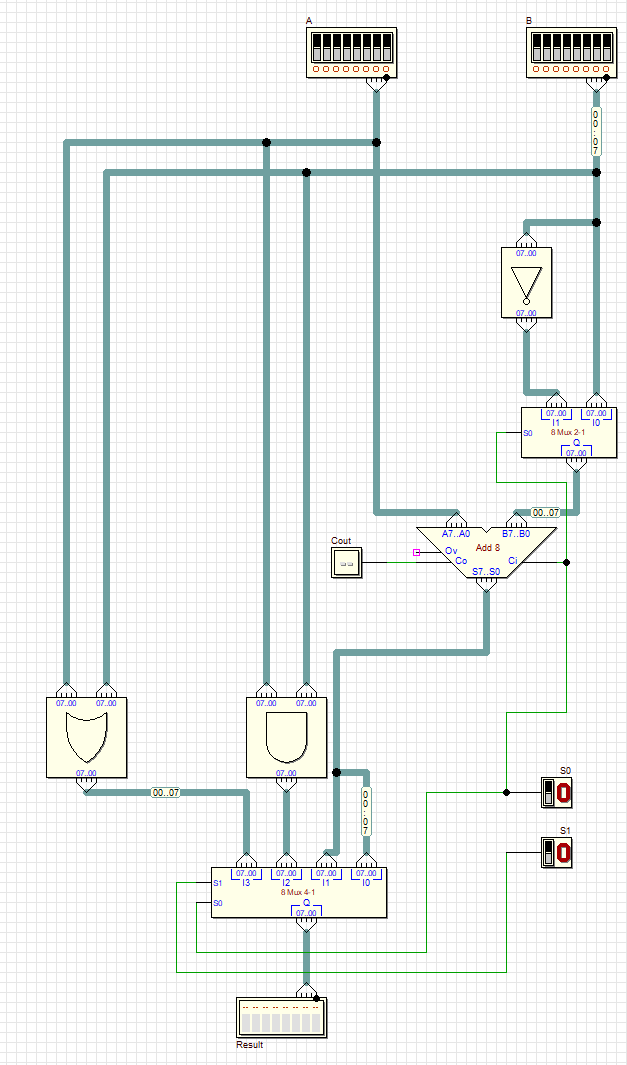 A
B
00..07
07..00
07..00
07..00
07..00
I1
I0
8 Mux 2-1
S0
Q
07..00
00..07
A7..A0
B7..B0
Add 8
Cout
Ov
Co
Ci
S7..S0
--
07..00
07..00
07..00
07..00
07..00
07..00
00..07
00..07
S0
0
S1
0
07..00
07..00
07..00
07..00
I3
I2
I1
I0
S1
8 Mux 4-1
S0
Q
07..00
-- -- -- -- -- -- -- --
Result